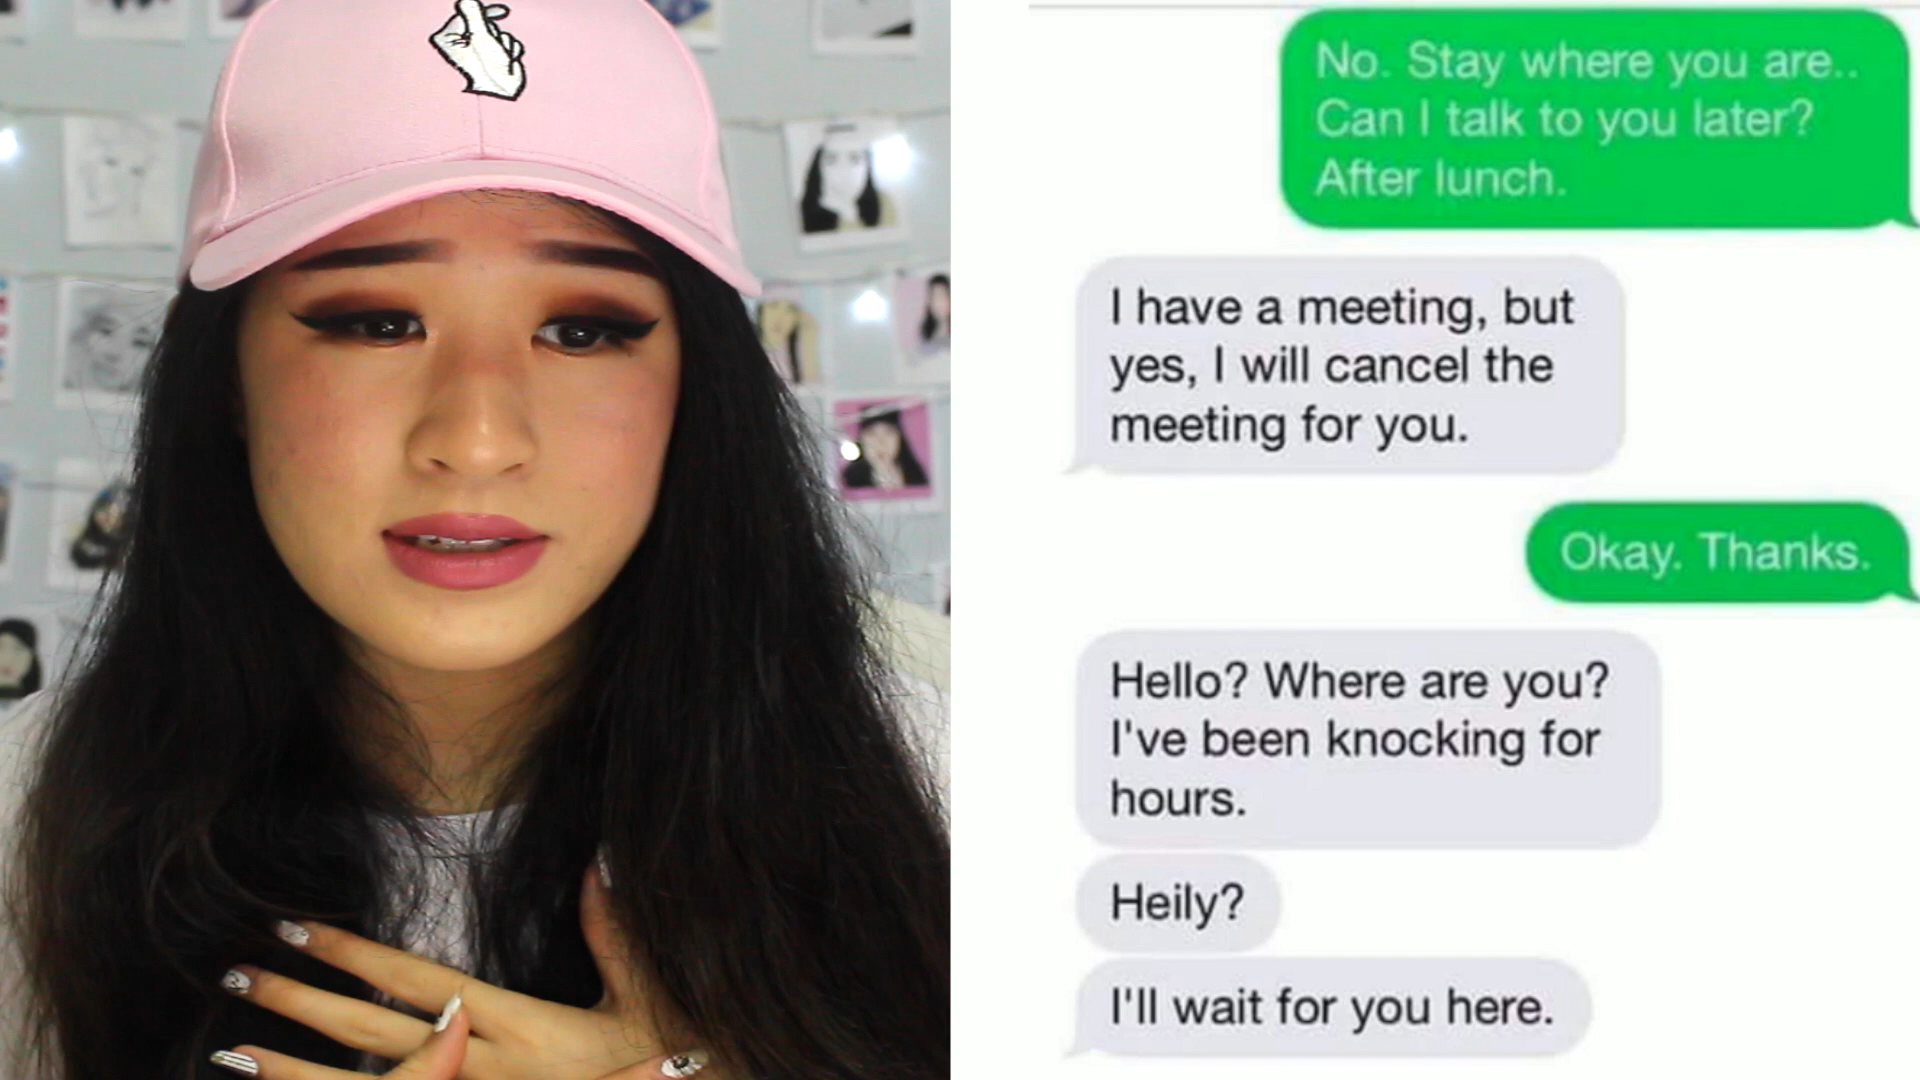 No. Stay where you are..
Can I talk to you later?
After lunch.
I have a meeting, but
yes, I will cancel the
meeting for you.
Okay. Thanks.
Hello? Where are you?
I've been knocking for
hours.
Heily?
I'll wait for you here.